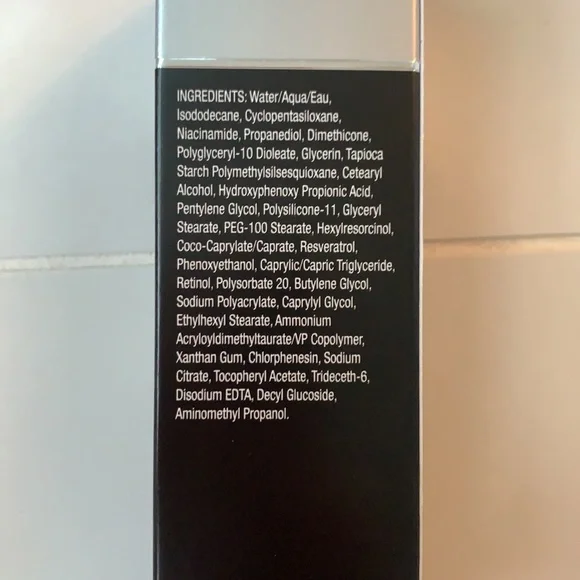 INGREDIENTS: Water/Aqua/Eau,
Isododecane, Cyclopentasiloxane,
Niacinamide, Propanediol, Dimethicone,
Polyglyceryl-10 Dioleate, Glycerin, Tapioca
Starch Polymethylsilsesquioxane, Cetearyl
Alcohol, Hydroxyphenoxy Propionic Acid,
Pentylene Glycol, Polysilicone-11, Glyceryl
Stearate, PEG-100 Stearate, Hexylresorcinol,
Coco-Caprylate/Caprate, Resveratrol,
Phenoxyethanol, Caprylic/Capric Triglyceride,
Retinol, Polysorbate 20, Butylene Glycol,
Sodium Polyacrylate, Caprylyl Glycol,
Ethylhexyl Stearate, Ammonium
Acryloyldimethyltaurate/VP Copolymer,
Xanthan Gum, Chlorphenesin, Sodium
Citrate, Tocopheryl Acetate, Trideceth-6,
Disodium EDTA, Decyl Glucoside,
Aminomethyl Propanol.